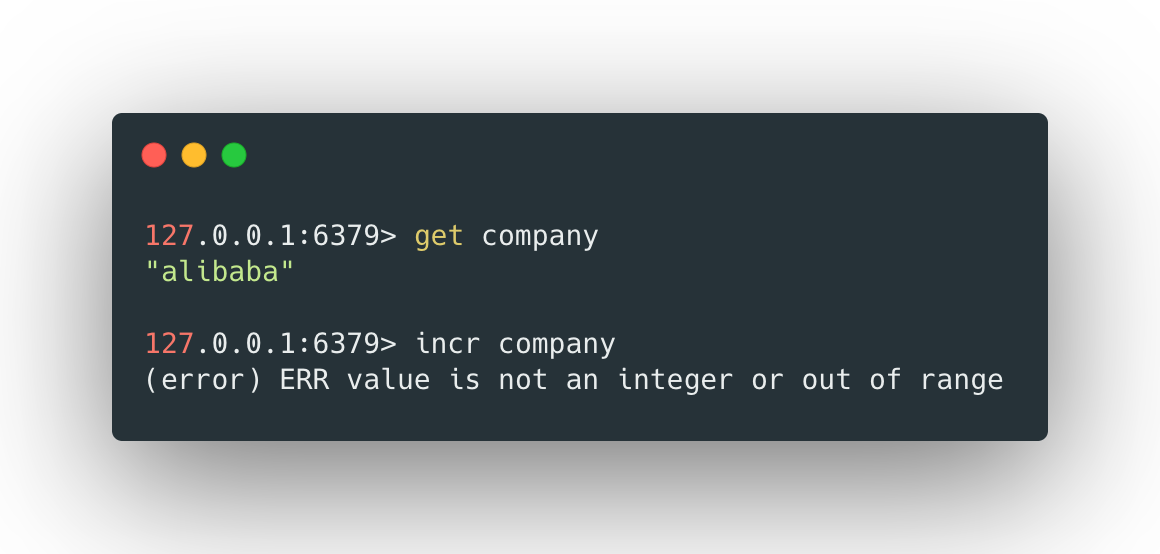 127.0.0.1:6379> get company
"alibaba"
127.0.0.1:6379> incr company
(error) ERR value is not an integer or out of range